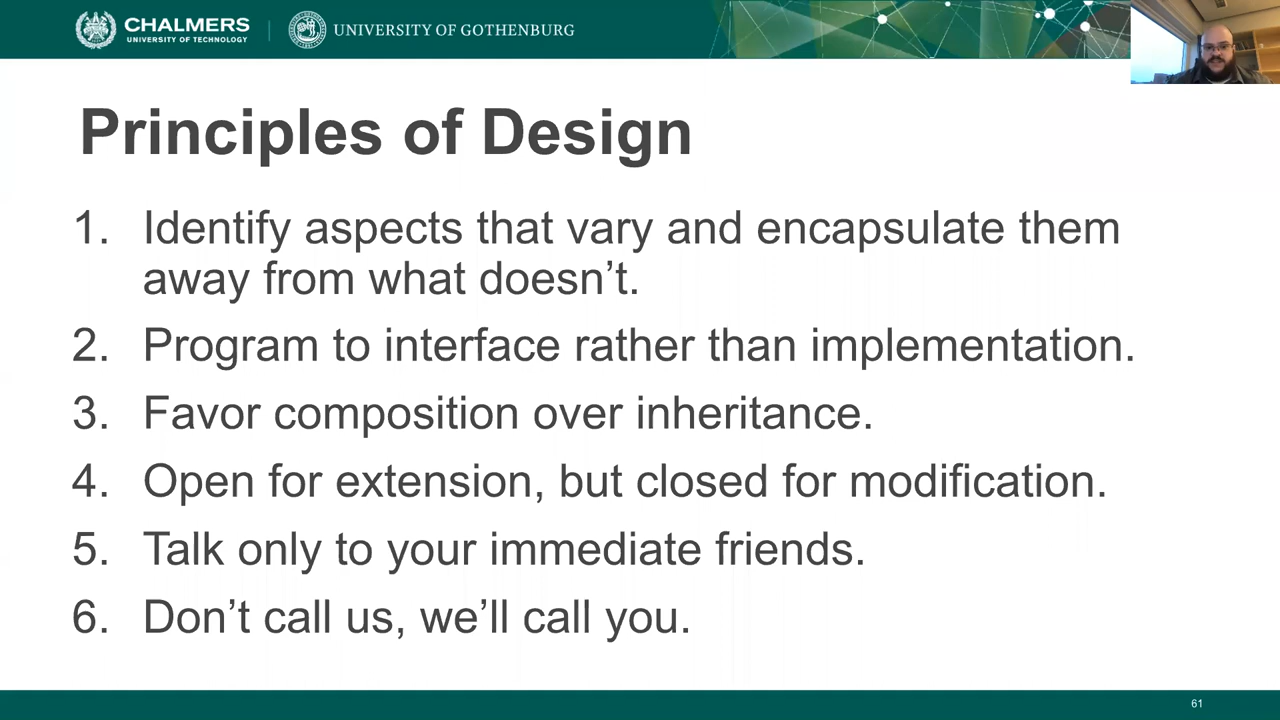 CHALMERS
UNIVERSITY OF TECHNOLOGY
UNIVERSITY OF GOTHENBURG
Principles of Design
1. Identify aspects that vary and encapsulate them
away from what doesn’t.
2. Program to interface rather than implementation.
3. Favor composition over inheritance.
4. Open for extension, but closed for modification.
5. Talk only to your immediate friends.
6. Don’t call us, we’ll call you.
61